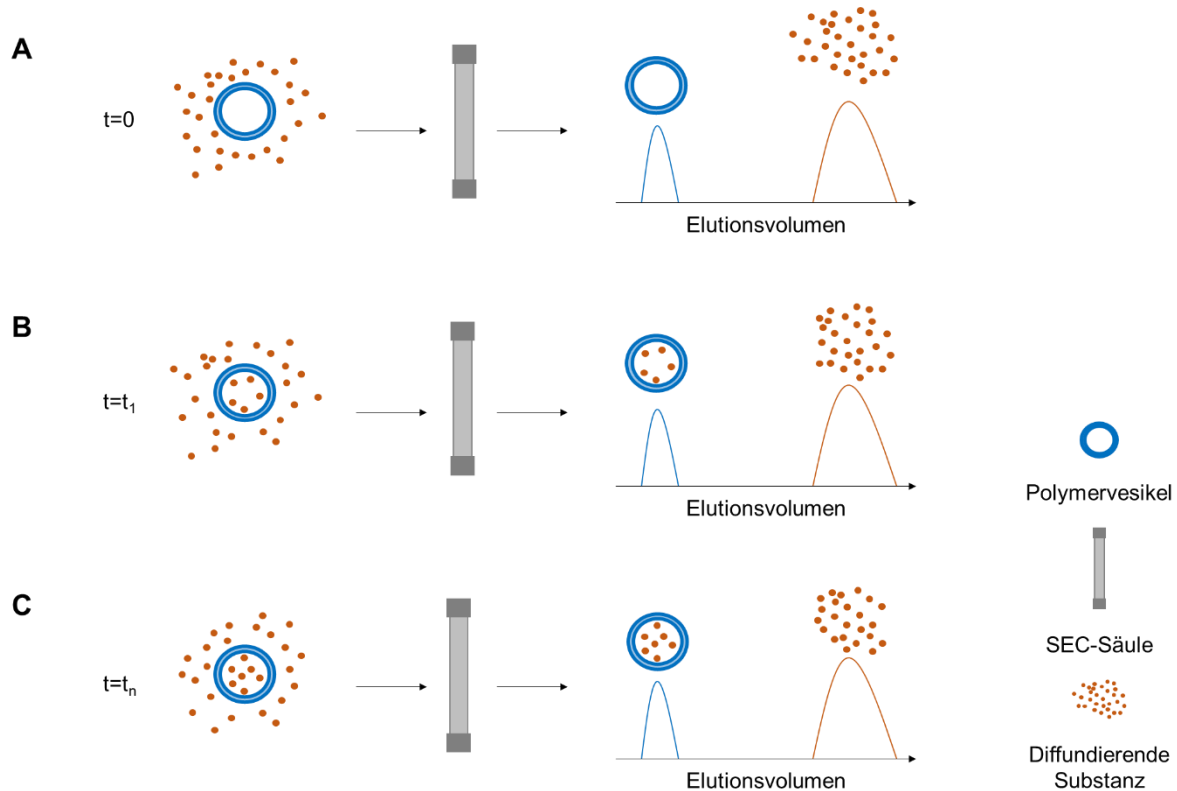 A
t=0
Elutionsvolumen
B
t=t₁
Elutionsvolumen
Polymervesikel
C
t=tₙ
SEC-Säule
Elutionsvolumen
Diffundierende
Substanz